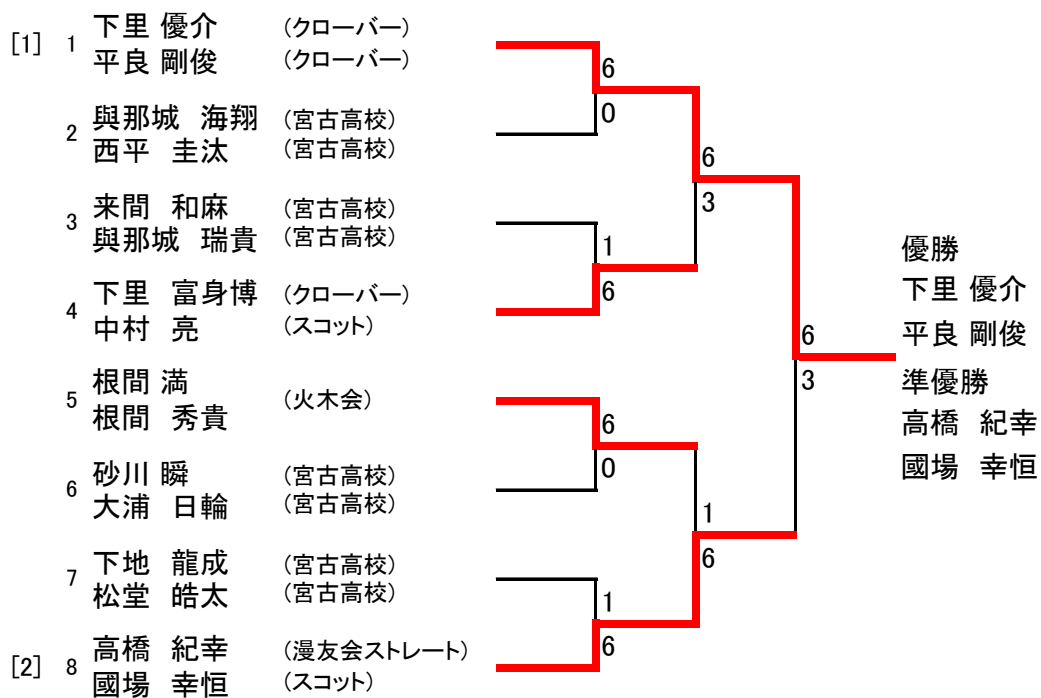 [1] 1 下里 優介 (クローバー)
平良 剛俊 (クローバー)
6
0
2 與那城 海翔 (宮古高校)
西平 圭汰 (宮古高校)
6
3
3 来間 和麻 (宮古高校)
與那城 瑞貴 (宮古高校)
1
6
4 下里 富身博 (クローバー)
中村 亮 (スコット)
6
3
5 根間 満
根間 秀貴
(火木会)
6
0
6 砂川 瞬 (宮古高校)
大浦 日輪 (宮古高校)
1
6
7 下地 龍成 (宮古高校)
松堂 皓太 (宮古高校)
1
6
[2] 8 高橋 紀幸 (漫友会ストレート)
國場 幸恒 (スコット)
優勝
下里 優介
平良 剛俊
準優勝
高橋 紀幸
國場 幸恒